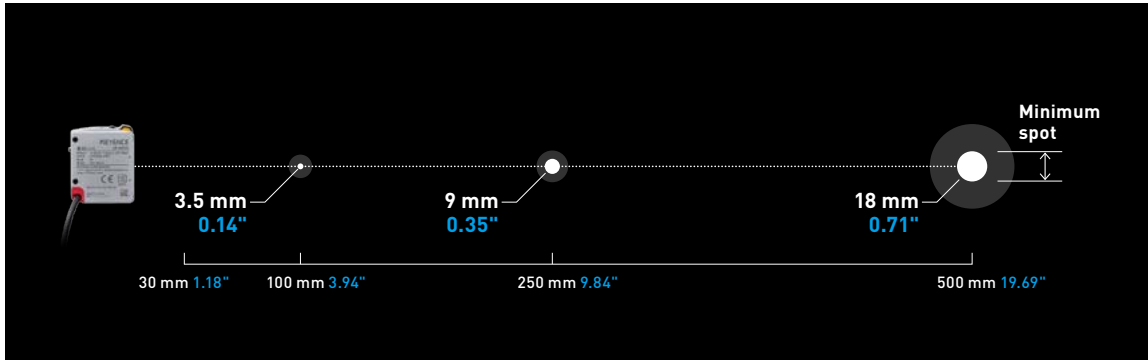 Minimum
spot
KEYENCE
3.5 mm
0.14"
9 mm
0.35"
18 mm
0.71"
30 mm 1.18"
100 mm 3.94"
250 mm 9.84"
500 mm 19.69"